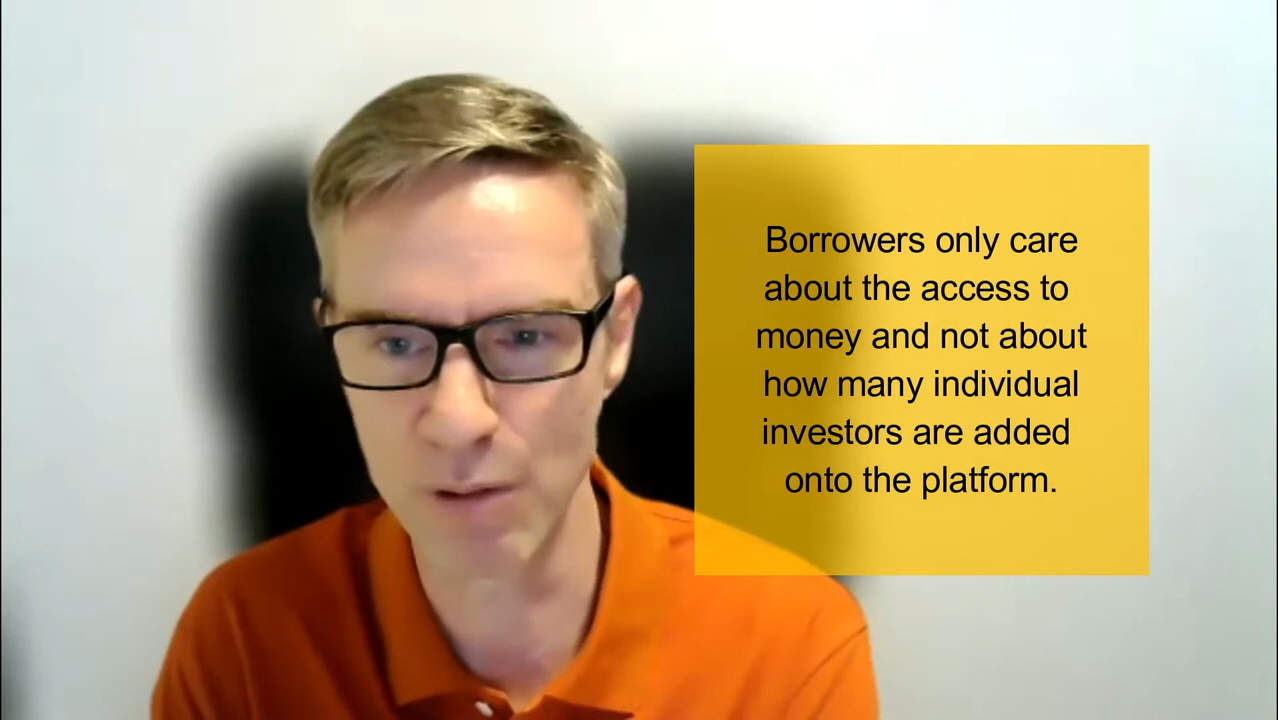 Borrowers only care
about the access to
money and not about
how many individual
investors are added
onto the platform.